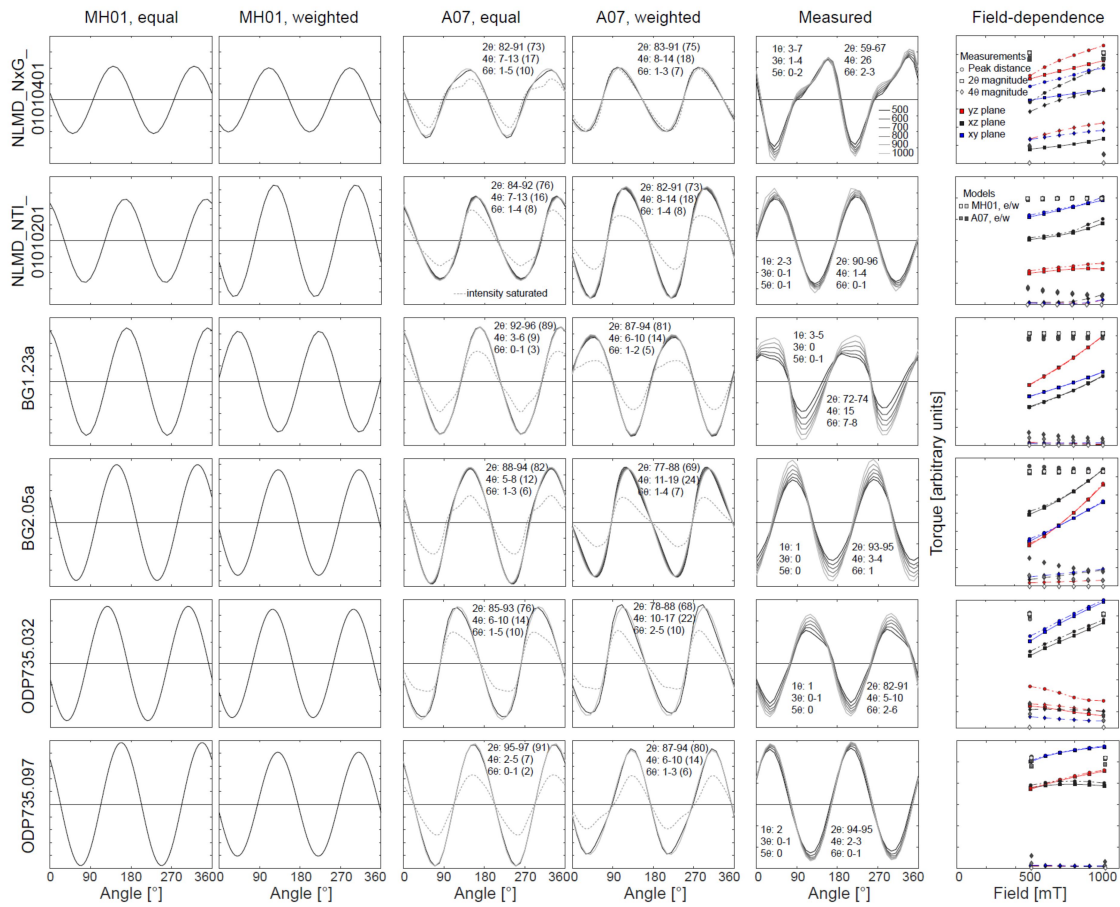 MH01, equal
MH01, weighted
A07, equal
A07, weighted
Measured
Field-dependence
NLMD_NxG_
01010401
2θ: 82-91 (73)
4θ: 7-13 (17)
6θ: 1-5 (10)
2θ: 83-91 (75)
4θ: 8-14 (18)
6θ: 1-3 (7)
1θ: 3-7
3θ: 1-4
5θ: 0-2
2θ: 59-67
4θ: 26
6θ: 2-3
500
600
700
800
900
1000
Measurements
Peak distance
2θ magnitude
4θ magnitude
yz plane
xz plane
xy plane
NLMD_NTI_
01010201
2θ: 84-92 (76)
4θ: 7-13 (16)
6θ: 1-4 (8)
intensity saturated
2θ: 82-91 (73)
4θ: 8-14 (18)
6θ: 1-4 (8)
1θ: 2-3
3θ: 0-1
5θ: 0-1
2θ: 90-96
4θ: 1-4
6θ: 0-1
Models
MH01, e/w
A07, e/w
BG1.23a
2θ: 92-96 (89)
4θ: 3-6 (9)
6θ: 0-1 (3)
2θ: 87-94 (81)
4θ: 6-10 (14)
6θ: 1-2 (5)
1θ: 3-5
3θ: 0
5θ: 0-1
2θ: 72-74
4θ: 15
6θ: 7-8
BG2.05a
2θ: 88-94 (82)
4θ: 5-8 (12)
6θ: 1-3 (6)
2θ: 77-88 (69)
4θ: 11-19 (24)
6θ: 1-4 (7)
1θ: 1
3θ: 0
5θ: 0
2θ: 93-95
4θ: 3-4
6θ: 1
Torque [arbitrary units]
ODP735.032
2θ: 85-93 (76)
4θ: 6-10 (14)
6θ: 1-5 (10)
2θ: 78-88 (68)
4θ: 10-17 (22)
6θ: 2-5 (10)
1θ: 1
3θ: 0-1
5θ: 0
2θ: 82-91
4θ: 5-10
6θ: 2-6
ODP735.097
2θ: 95-97 (91)
4θ: 2-5 (7)
6θ: 0-1 (2)
2θ: 87-94 (80)
4θ: 6-10 (14)
6θ: 1-3 (6)
1θ: 2
3θ: 0-1
5θ: 0
2θ: 94-95
4θ: 2-3
6θ: 0-1
0 90 180 270 360
0 90 180 270 360
0 90 180 270 360
0 90 180 270 360
0 90 180 270 360
0 500 1000
Angle [°]
Angle [°]
Angle [°]
Angle [°]
Angle [°]
Field [mT]